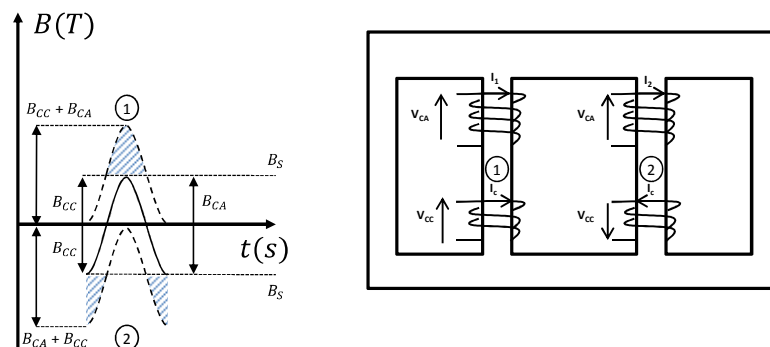 B(T)
B_CC + B_CA
1
B_S
B_CC
B_CA
B_CC
t(s)
B_S
B_CA + B_CC
2
I_1
I_2
V_CA
V_CA
1
2
I_c
I_c
V_CC
V_CC